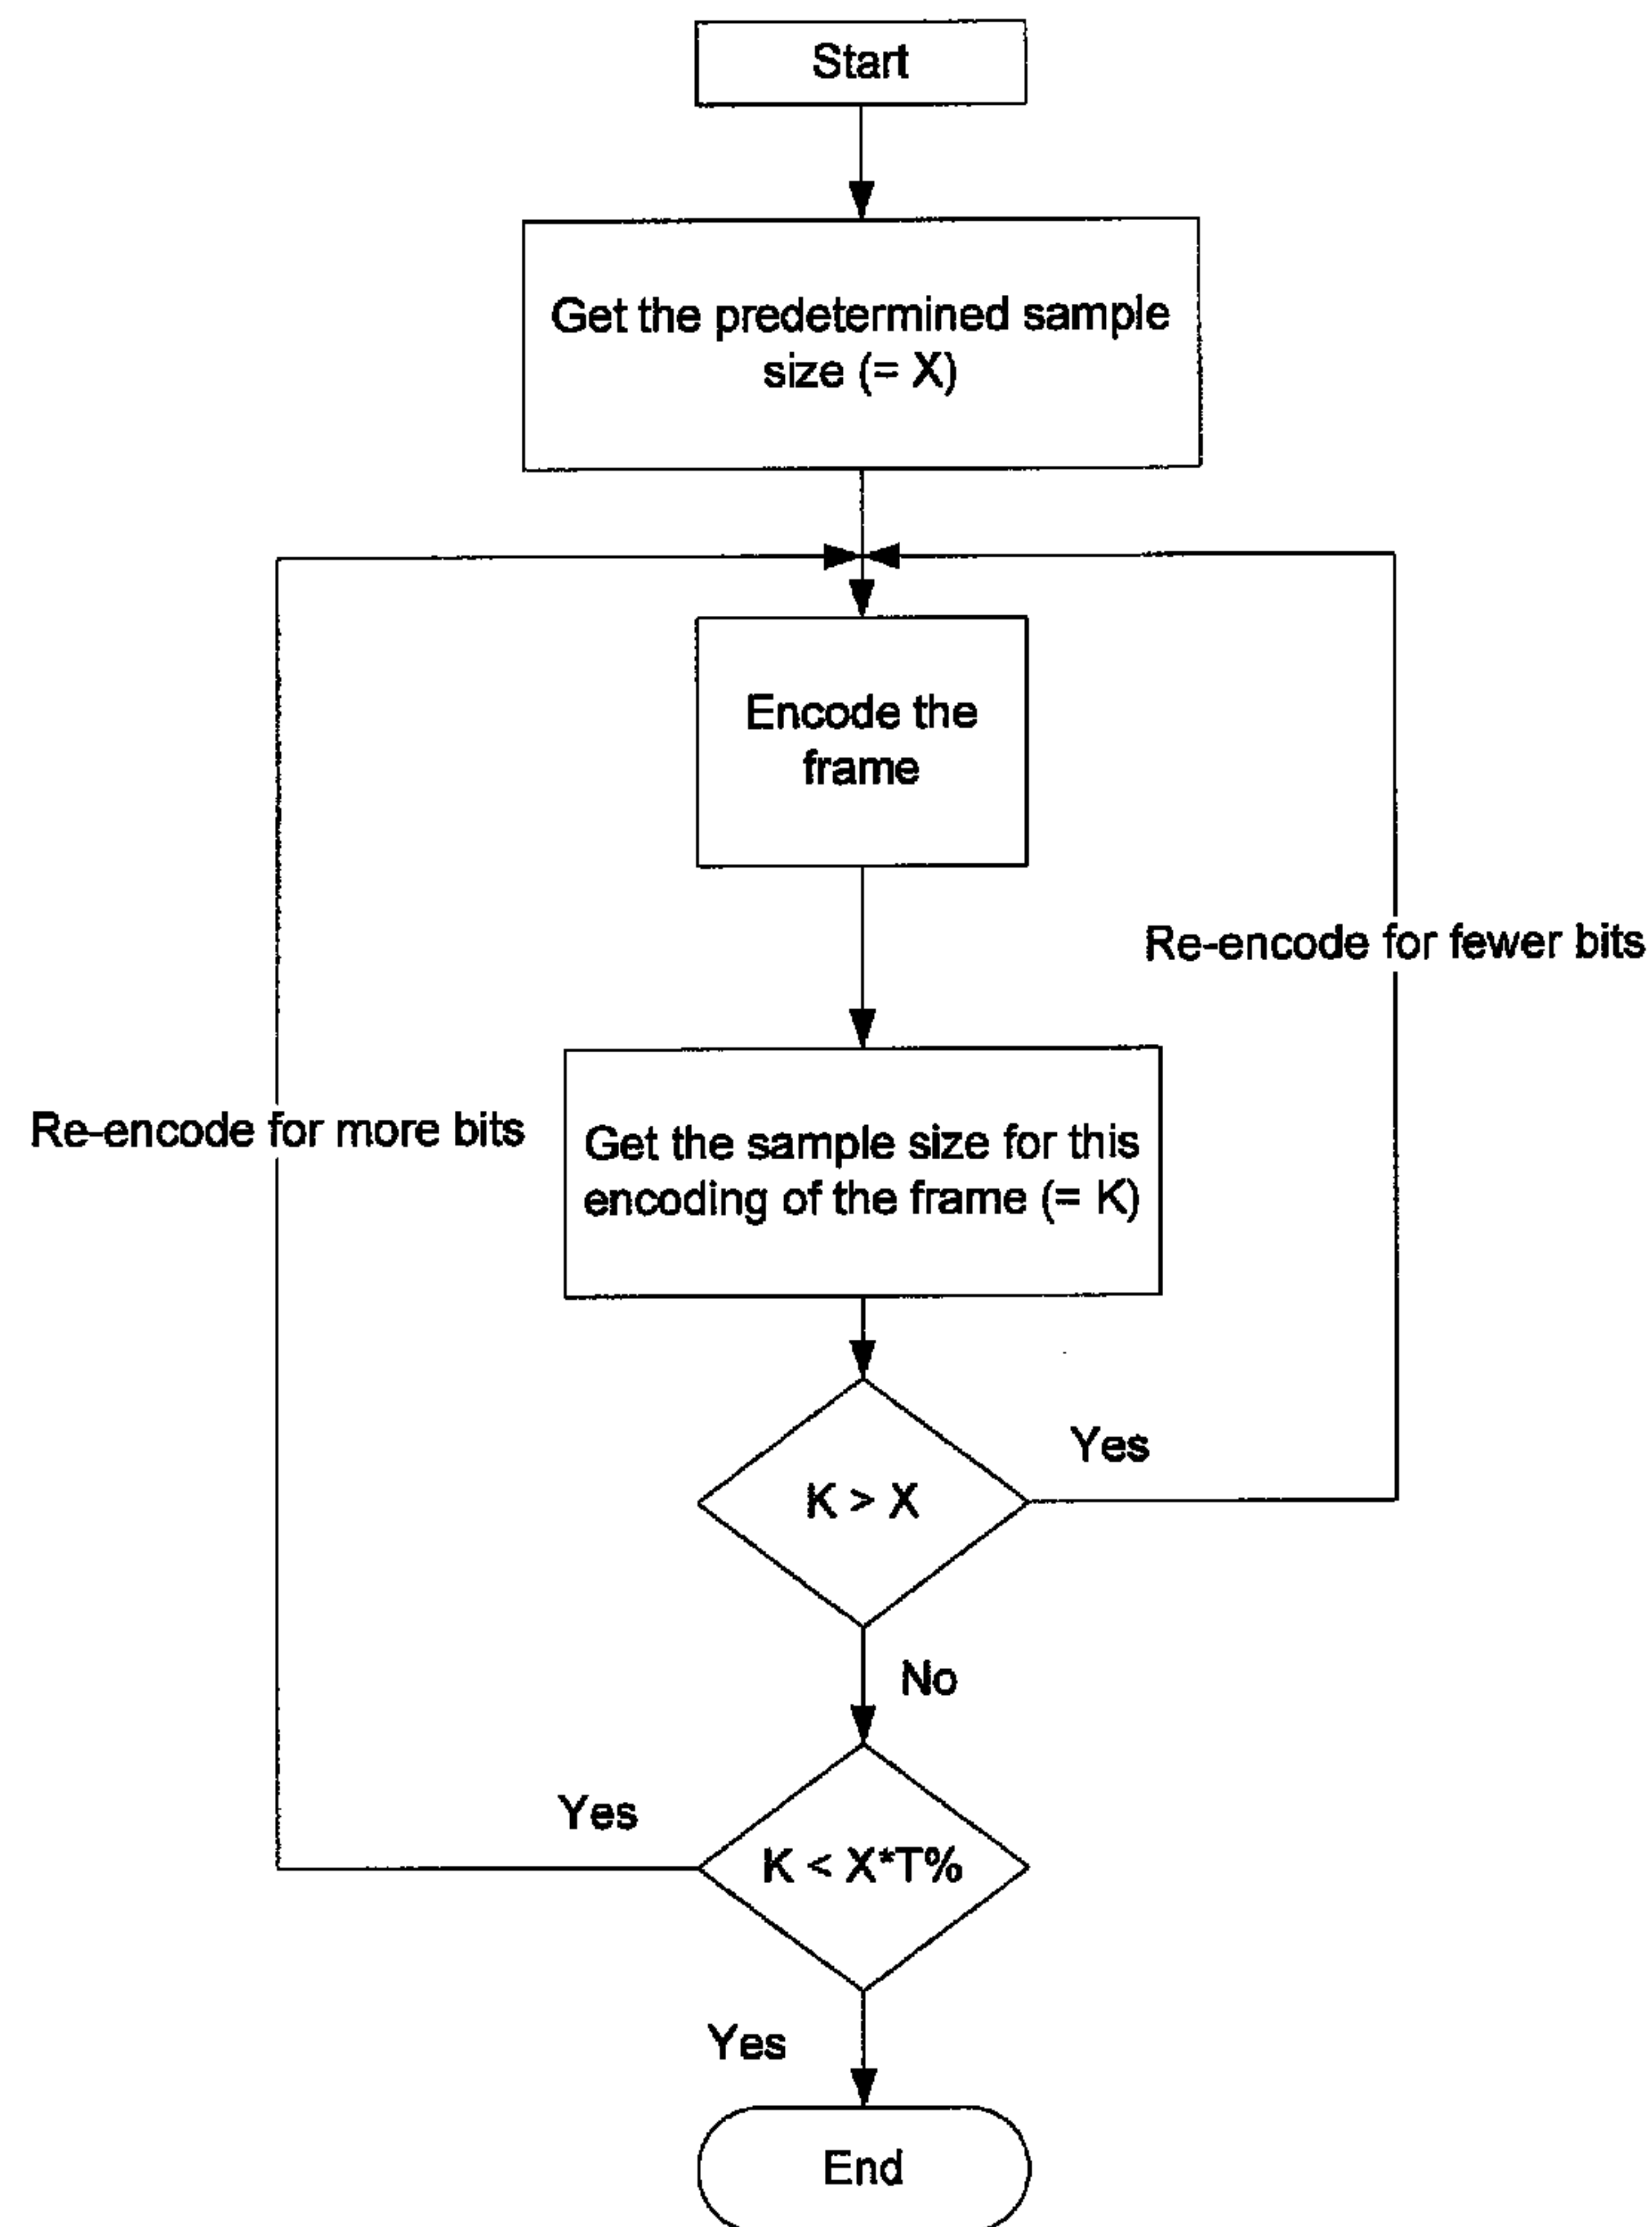 Start
Get the predetermined sample
size (= X)
Encode the
frame
Re-encode for fewer bits
Re-encode for more bits
Get the sample size for this
encoding of the frame (= K)
K > X
Yes
No
Yes
K < X*T%
Yes
End